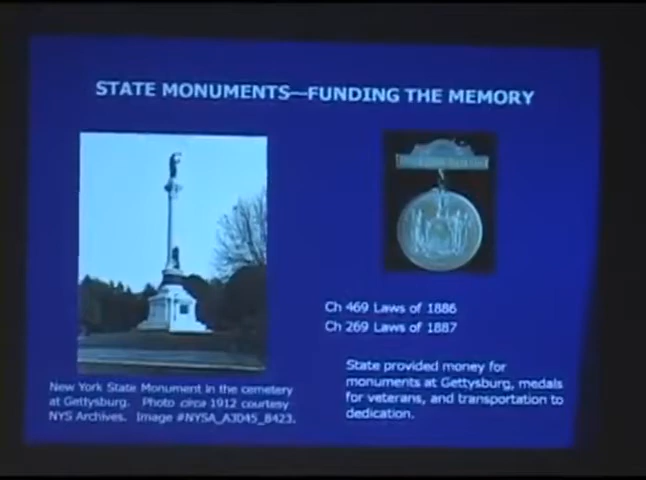 STATE MONUMENTS—FUNDING THE MEMORY
Ch 469 Laws of 1886
Ch 269 Laws of 1887
New York State Monument in the cemetery
at Gettysburg. Photo circa 1912 courtesy
NYS Archives. Image #NYSA_A3045_B423.
State provided money for
monuments at Gettysburg, medals
for veterans, and transportation to
dedication.